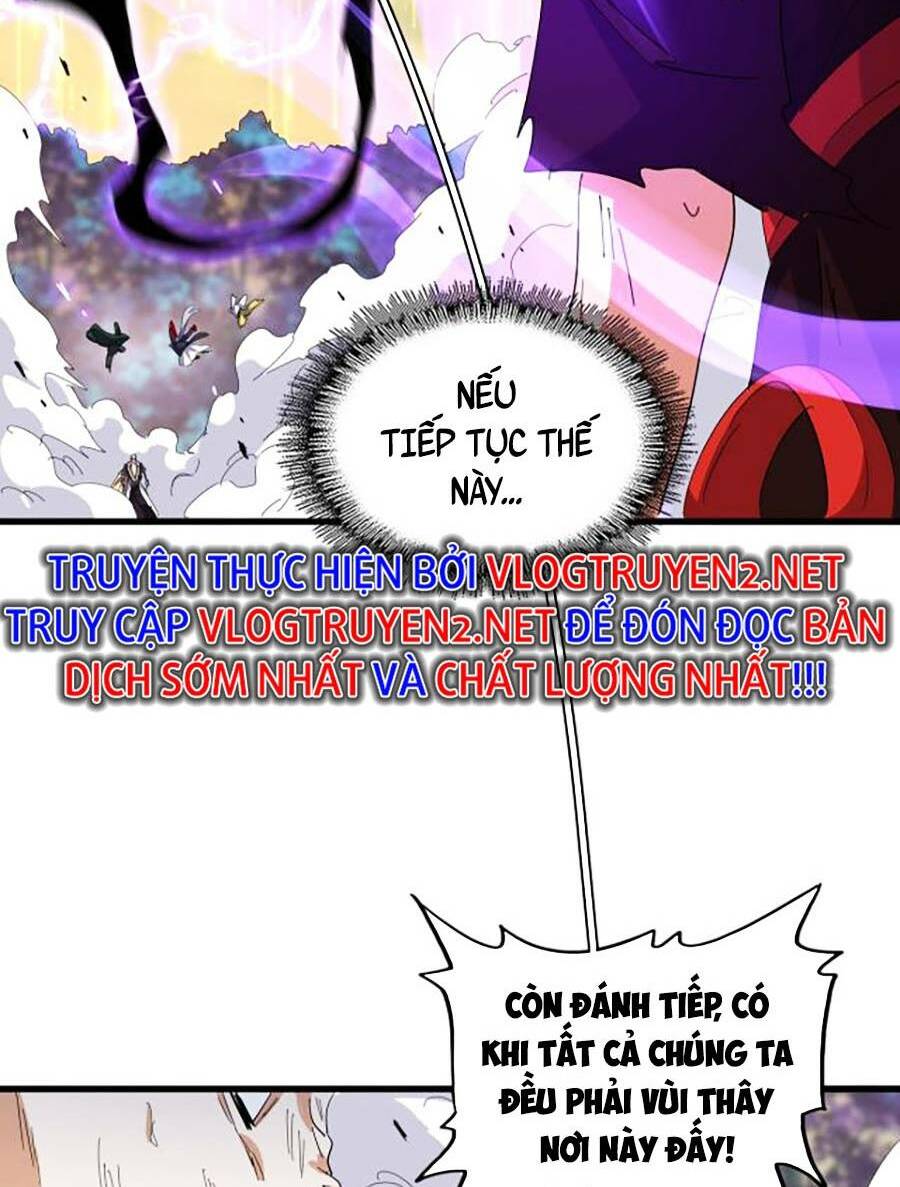 NẾU
TIẾP TỤC THẾ
NÀY...
TRUYỆN THỰC HIỆN BỞI VLOGTRUYEN2.NET
TRUY CẬP VLOGTRUYEN2.NET ĐỂ ĐÓN ĐỌC BẢN
DỊCH SỚM NHẤT VÀ CHẤT LƯỢNG NHẤT!!!
CÒN ĐÁNH TIẾP, CÓ
KHI TẤT CẢ CHÚNG TA
ĐỀU PHẢI VÙI THÂY
NƠI NÀY ĐẤY!